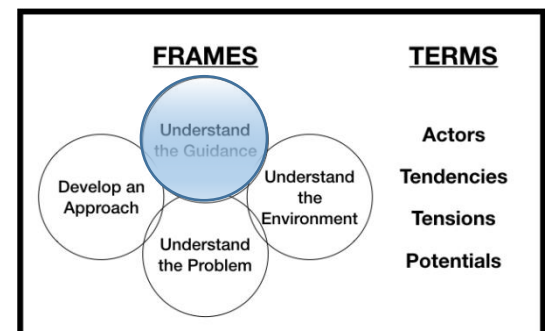 FRAMES
Understand
the Guidance
Develop an
Approach
Understand
the
Environment
Understand
the Problem
TERMS
Actors
Tendencies
Tensions
Potentials